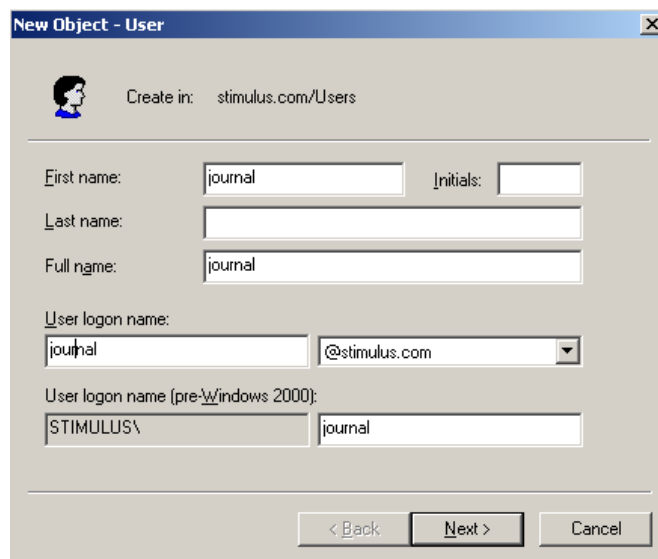 New Object - User
Create in: stimulus.com/Users
First name: journal Initials:
Last name:
Full name: journal
User logon name:
journal @stimulus.com
User logon name (pre-Windows 2000):
STIMULUS\ journal
< Back Next > Cancel